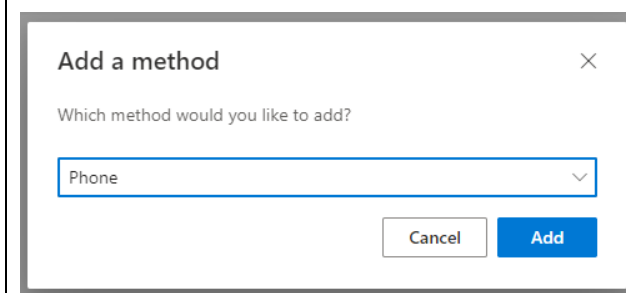 Add a method
Which method would you like to add?
Phone
Cancel
Add